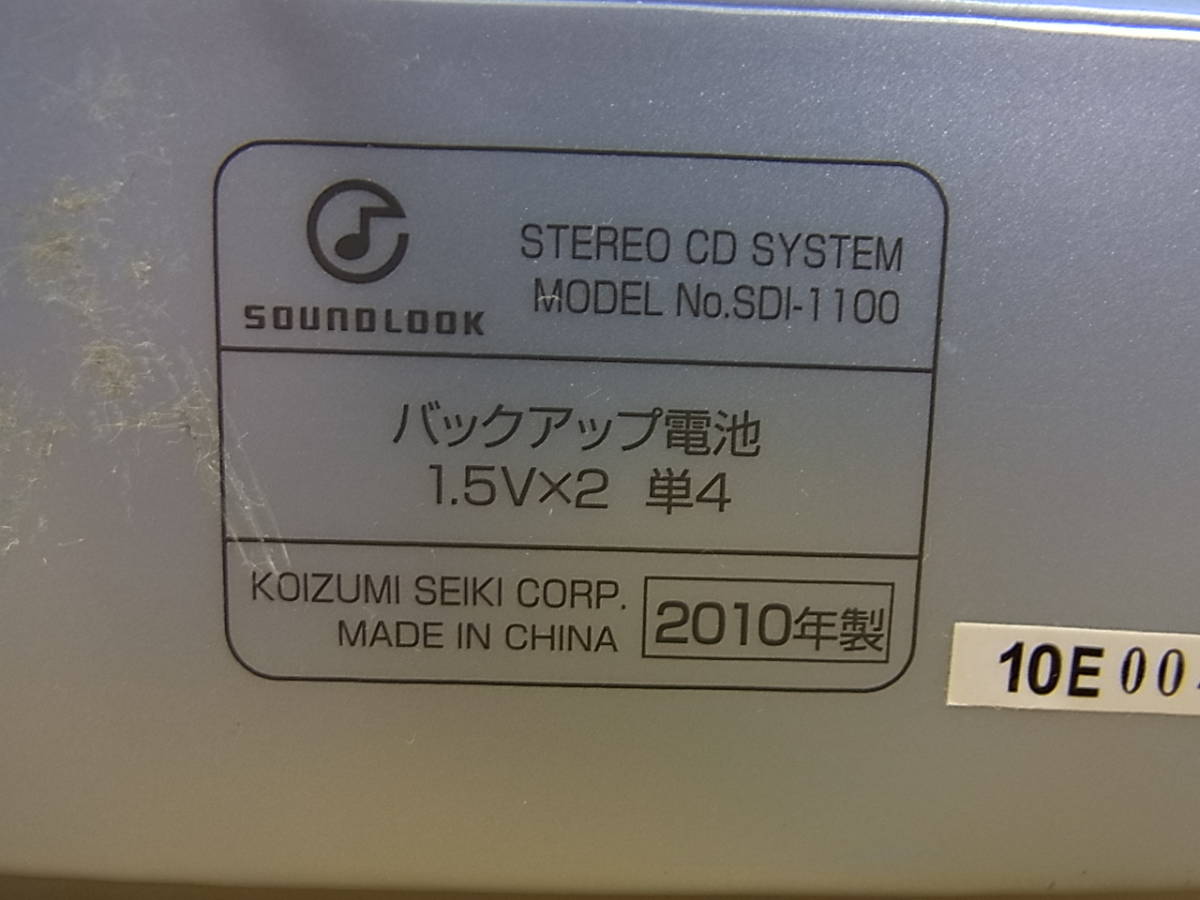 SOUNDLOOK
STEREO CD SYSTEM
MODEL No.SDI-1100
バックアップ電池
1.5V×2 単4
KOIZUMI SEIKI CORP.
MADE IN CHINA
2010年製
10E 00